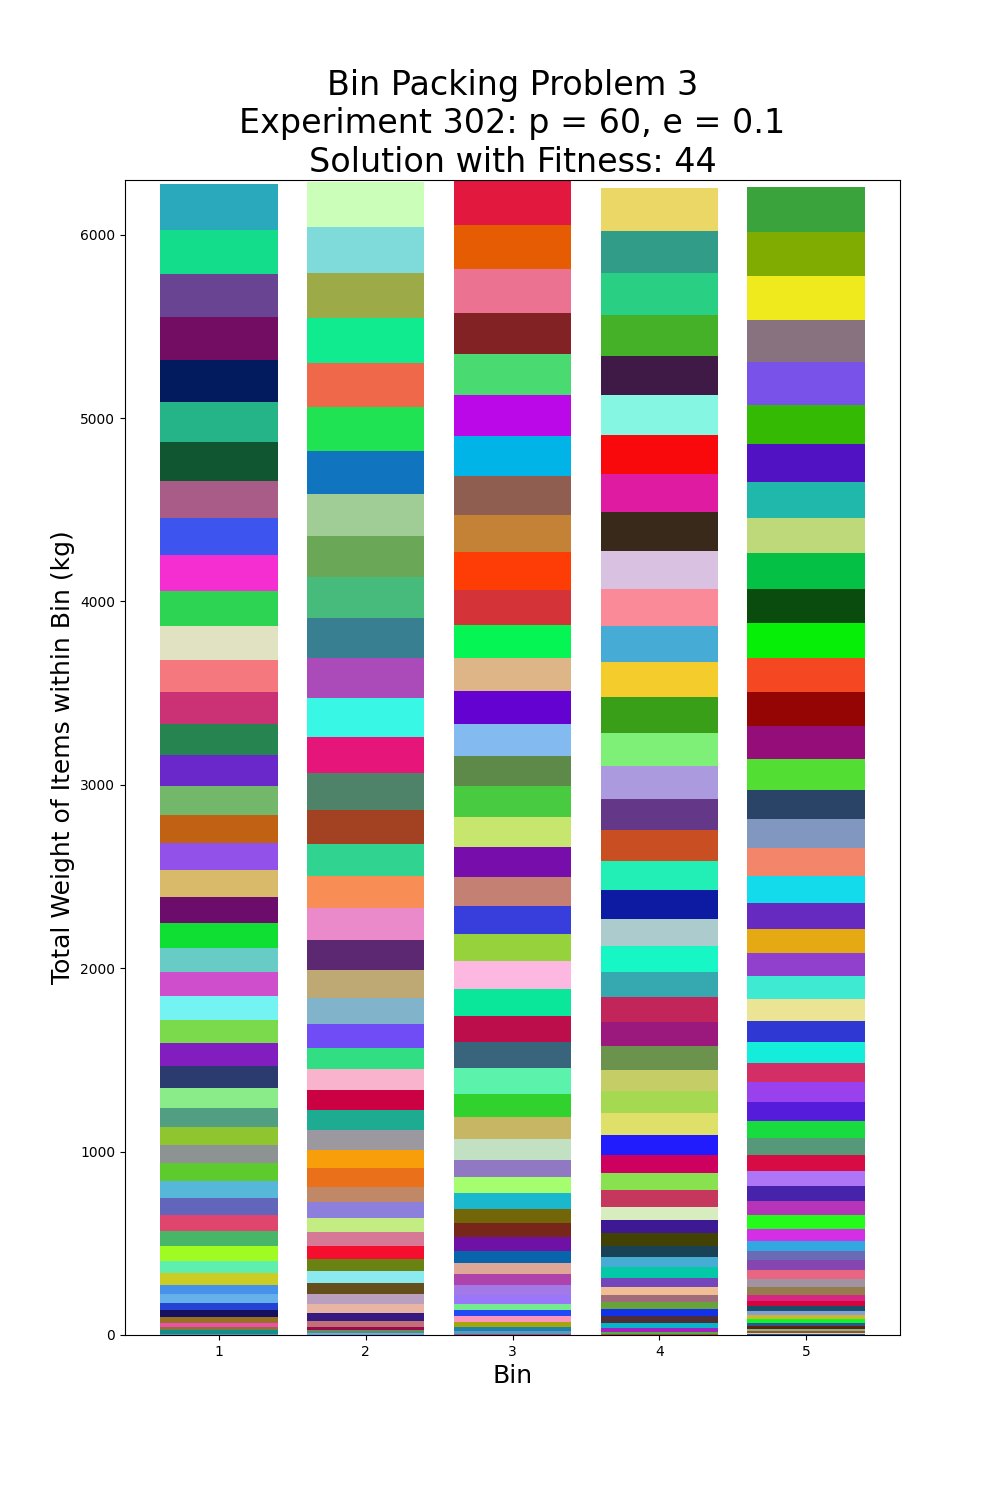 Bin Packing Problem 3
Experiment 302: p = 60, e = 0.1
Solution with Fitness: 44
Total Weight of Items within Bin (kg)
6000
5000
4000
3000
2000
1000
0
1 2 3 4 5
Bin